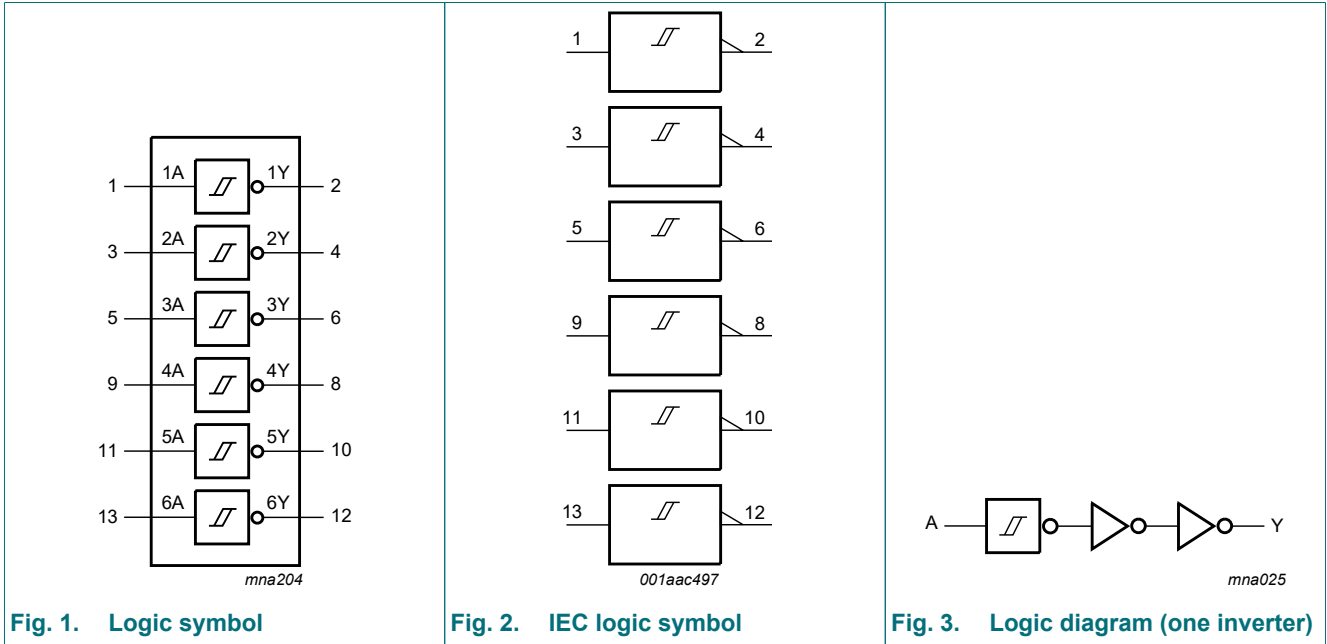 1 1A 1Y 2
3 2A 2Y 4
5 3A 3Y 6
9 4A 4Y 8
11 5A 5Y 10
13 6A 6Y 12
mna204
Fig. 1. Logic symbol
1 2
3 4
5 6
9 8
11 10
13 12
001aac497
Fig. 2. IEC logic symbol
A Y
mna025
Fig. 3. Logic diagram (one inverter)